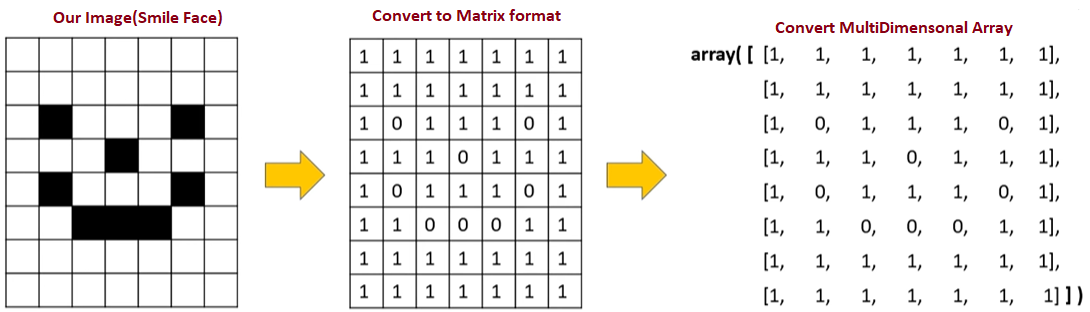 Our Image(Smile Face)
Convert to Matrix format
Convert MultiDimensonal Array
1 1 1 1 1 1 1
1 1 1 1 1 1 1
1 0 1 1 1 0 1
1 1 1 0 1 1 1
1 0 1 1 1 0 1
1 1 0 0 0 1 1
1 1 1 1 1 1 1
1 1 1 1 1 1 1
array( [ [1, 1, 1, 1, 1, 1, 1],
[1, 1, 1, 1, 1, 1, 1],
[1, 0, 1, 1, 1, 0, 1],
[1, 1, 1, 0, 1, 1, 1],
[1, 0, 1, 1, 1, 0, 1],
[1, 1, 0, 0, 0, 1, 1],
[1, 1, 1, 1, 1, 1, 1],
[1, 1, 1, 1, 1, 1, 1] ] )